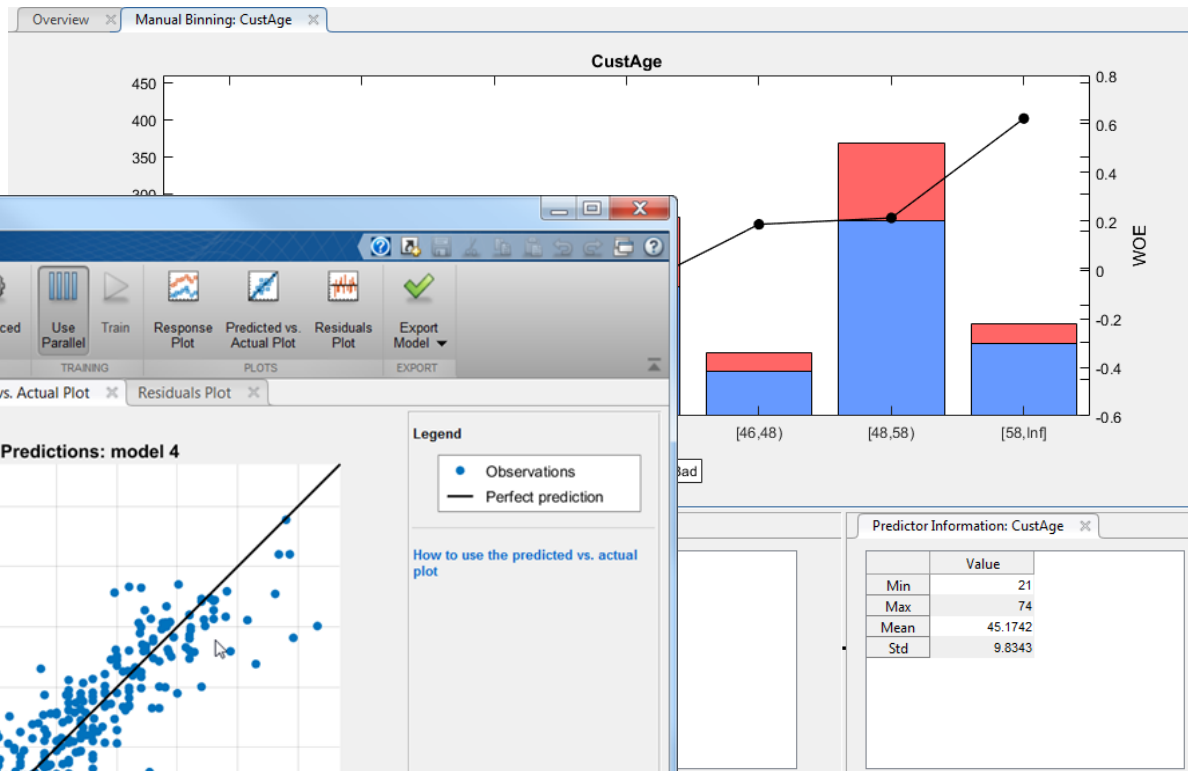 Overview
Manual Binning: CustAge
CustAge
450
400
350
300
0.8
0.6
0.4
0.2
0
-0.2
-0.4
-0.6
WOE
[46,48)
[48,58)
[58,Inf]
Bad
ced
Use
Parallel
Train
Response
Plot
Predicted vs.
Actual Plot
Residuals
Plot
Export
Model
TRAINING
PLOTS
EXPORT
vs. Actual Plot
Residuals Plot
Predictions: model 4
Legend
Observations
Perfect prediction
How to use the predicted vs. actual
plot
Predictor Information: CustAge
Value
Min 21
Max 74
Mean 45.1742
Std 9.8343